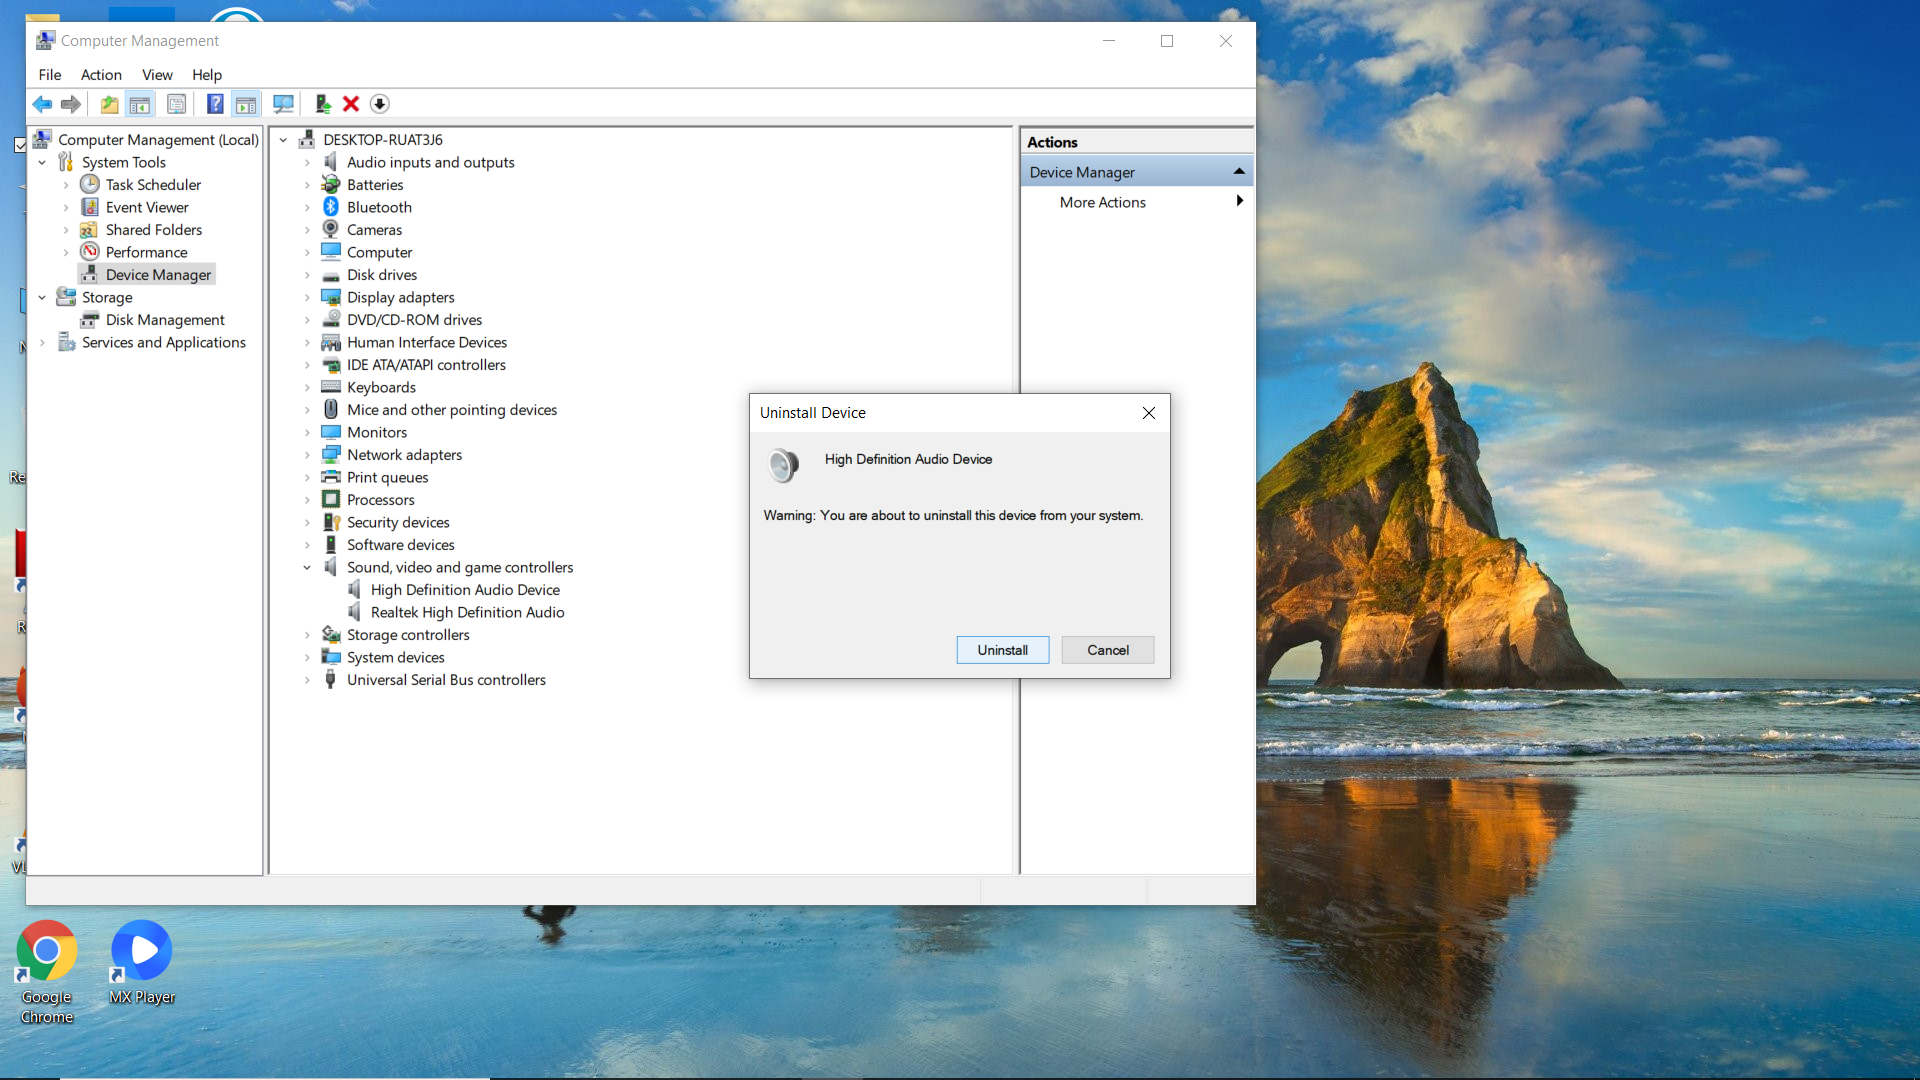 Computer Management
File Action View Help
Computer Management (Local)
System Tools
Task Scheduler
Event Viewer
Shared Folders
Performance
Device Manager
Storage
Disk Management
Services and Applications
DESKTOP-RUAT3J6
Audio inputs and outputs
Batteries
Bluetooth
Cameras
Computer
Disk drives
Display adapters
DVD/CD-ROM drives
Human Interface Devices
IDE ATA/ATAPI controllers
Keyboards
Mice and other pointing devices
Monitors
Network adapters
Print queues
Processors
Security devices
Software devices
Sound, video and game controllers
High Definition Audio Device
Realtek High Definition Audio
Storage controllers
System devices
Universal Serial Bus controllers
Actions
Device Manager
More Actions
Uninstall Device
High Definition Audio Device
Warning: You are about to uninstall this device from your system.
Uninstall Cancel
Re
Google
Chrome
MX Player